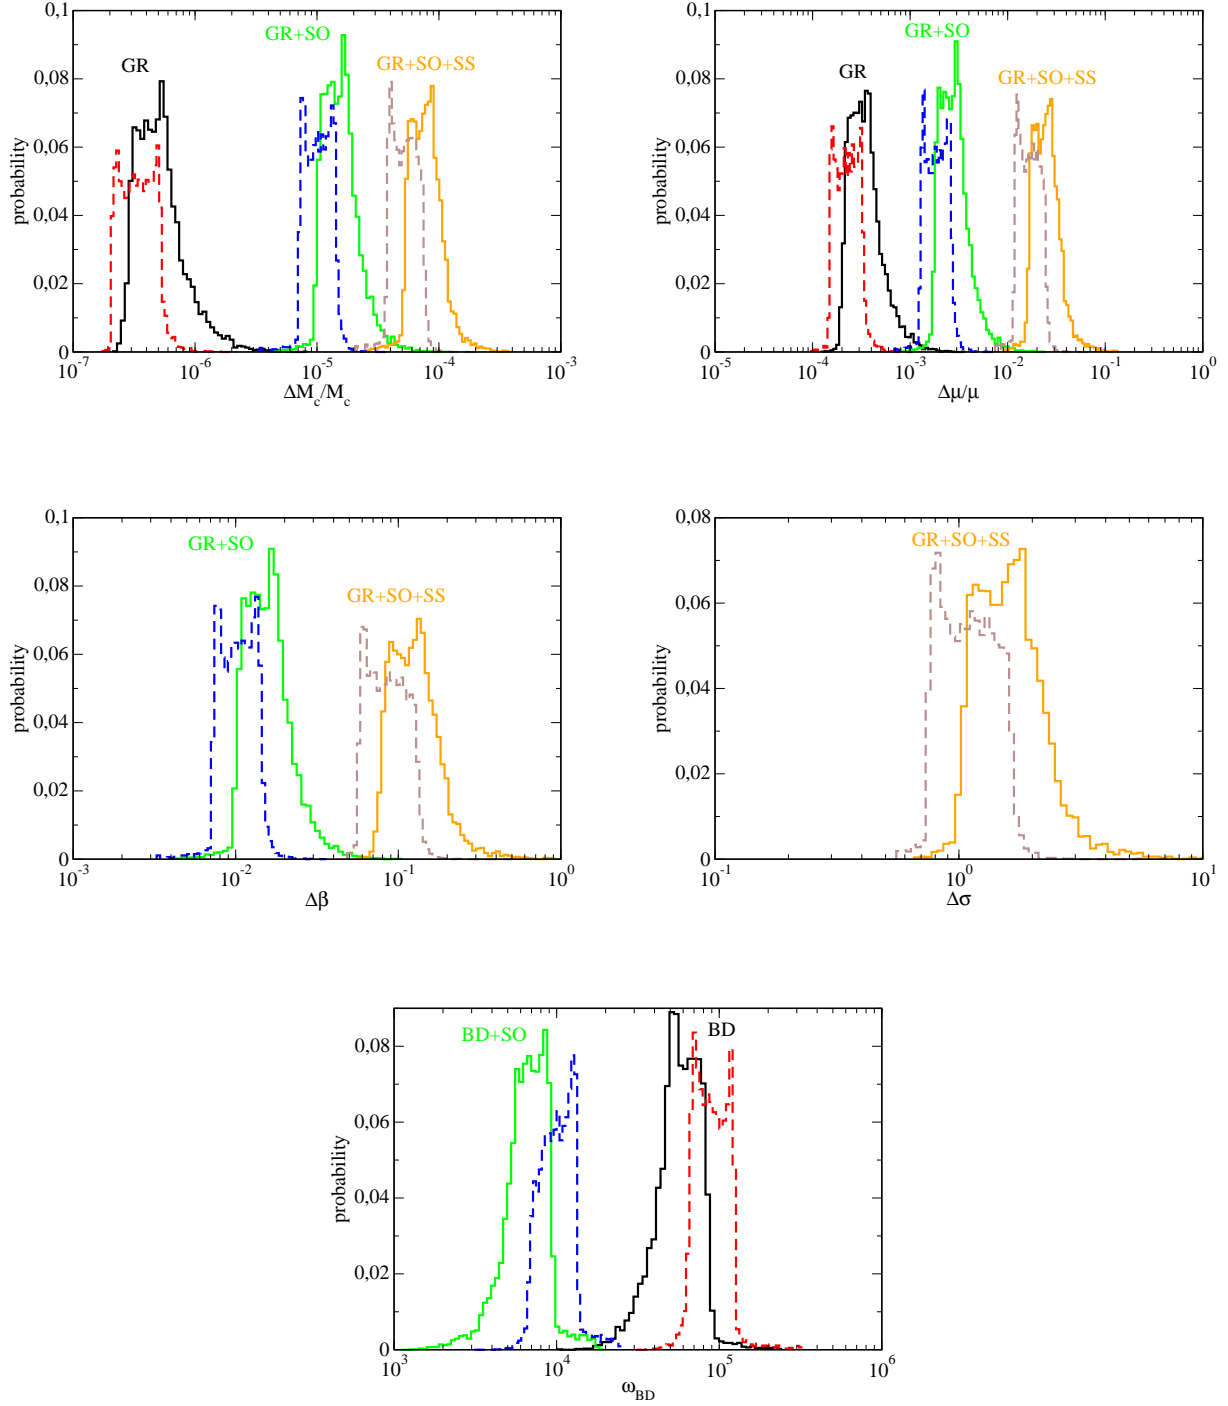 0,1
0,08
0,06
0,04
0,02
0
probability
GR
GR+SO
GR+SO+SS
10^-7
10^-6
10^-5
10^-4
10^-3
ΔM_c/M_c
0,1
0,08
0,06
0,04
0,02
0
probability
GR
GR+SO
GR+SO+SS
10^-5
10^-4
10^-3
10^-2
10^-1
10^0
Δμ/μ
0,1
0,08
0,06
0,04
0,02
0
probability
GR+SO
GR+SO+SS
10^-3
10^-2
10^-1
10^0
Δβ
0,08
0,06
0,04
0,02
0
probability
GR+SO+SS
10^-1
10^0
10^1
Δσ
0,08
0,06
0,04
0,02
0
probability
BD+SO
BD
10^3
10^4
10^5
10^6
ω_BD